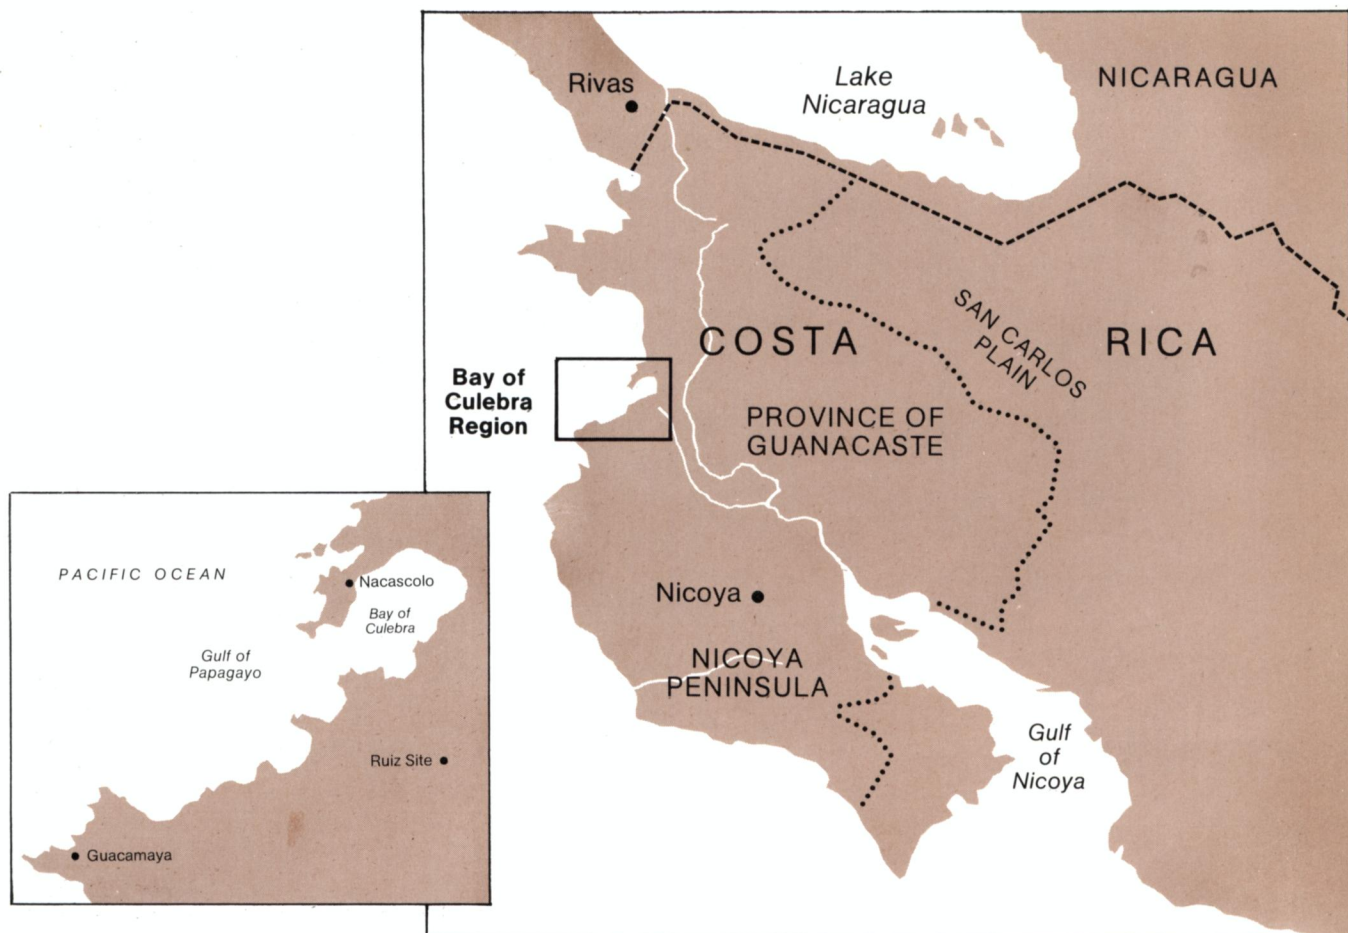 Rivas
Lake
Nicaragua
NICARAGUA
SAN CARLOS
PLAIN
COSTA RICA
Bay of
Culebra
Region
PROVINCE OF
GUANACASTE
Nicoya
NICOYA
PENINSULA
Gulf
of
Nicoya
PACIFIC OCEAN
Nacascolo
Bay of
Culebra
Gulf of
Papagayo
Ruiz Site
Guacamaya